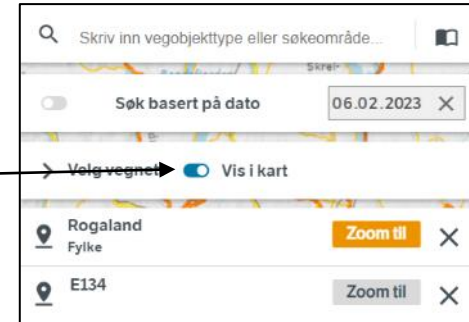 Skriv inn vegobjekttype eller søkeområde...
Skrei-
Søk basert på dato 06.02.2023
Velg vegnett Vis i kart
Rogaland Zoom til
Fylke
E134 Zoom til